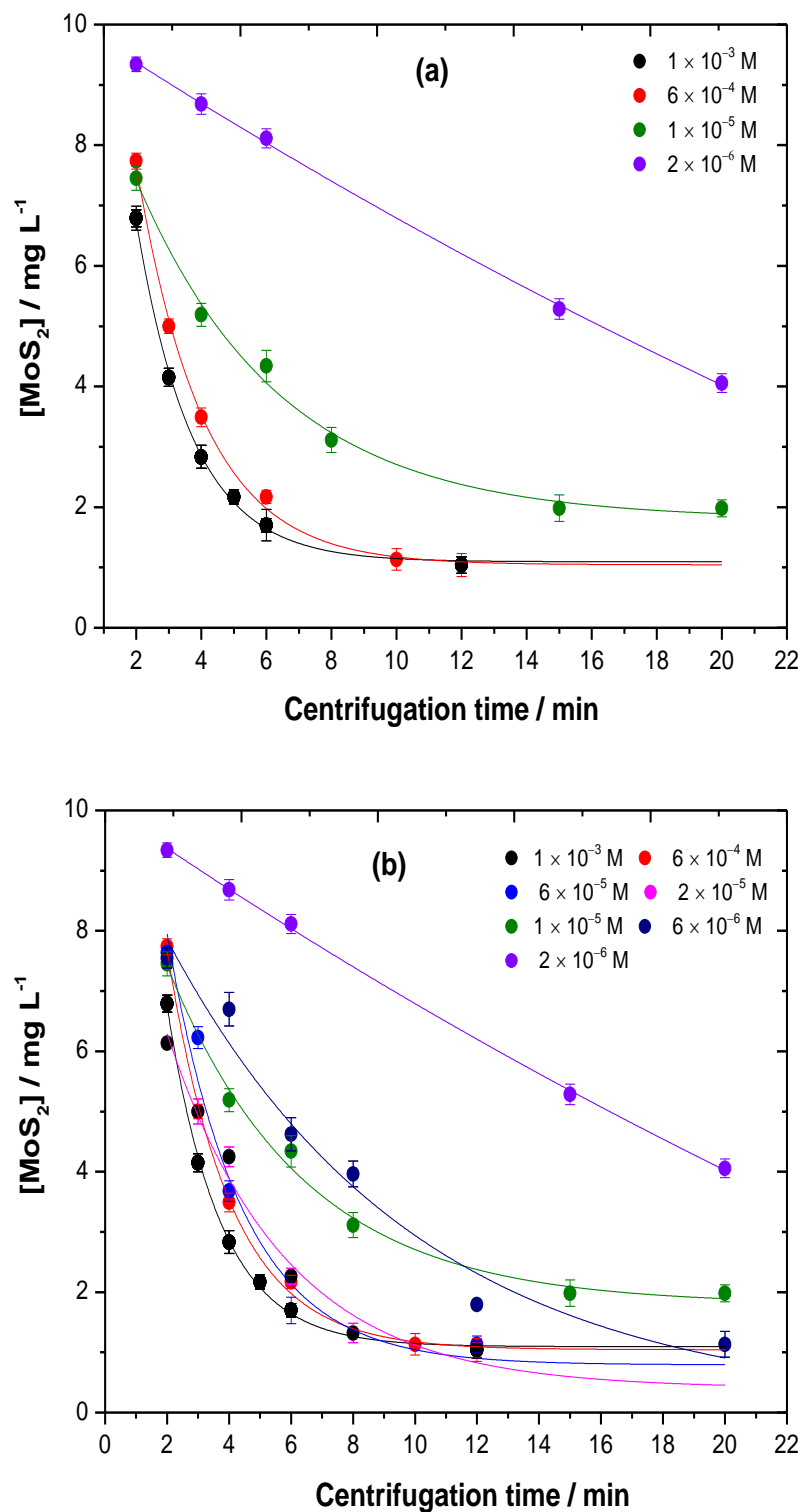 (a)
1 × 10⁻³ M
6 × 10⁻⁴ M
1 × 10⁻⁵ M
2 × 10⁻⁶ M
10
8
6
4
2
0
[MoS₂] / mg L⁻¹
2 4 6 8 10 12 14 16 18 20 22
Centrifugation time / min
(b)
1 × 10⁻³ M 6 × 10⁻⁴ M
6 × 10⁻⁵ M 2 × 10⁻⁵ M
1 × 10⁻⁵ M 6 × 10⁻⁶ M
2 × 10⁻⁶ M
10
8
6
4
2
0
[MoS₂] / mg L⁻¹
0 2 4 6 8 10 12 14 16 18 20 22
Centrifugation time / min